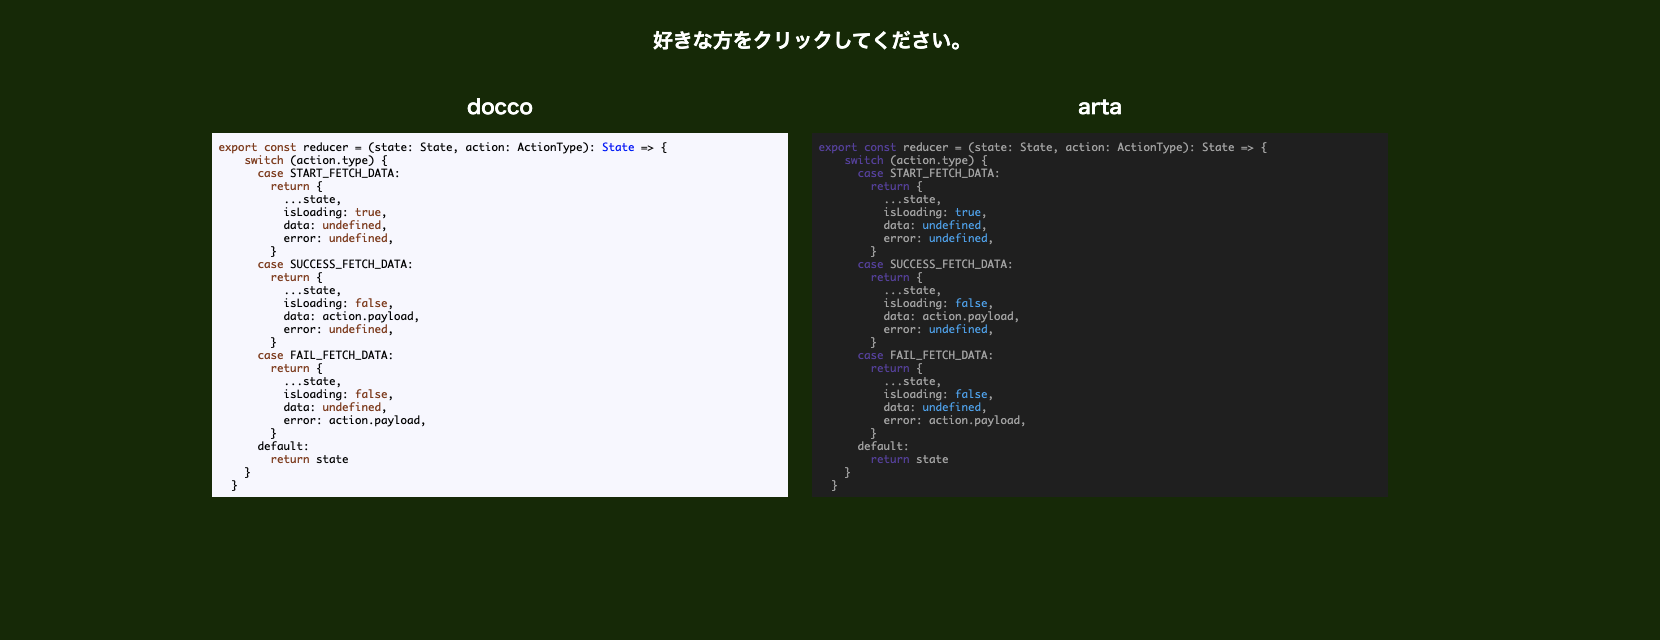 好きな方をクリックしてください。
docco
export const reducer = (state: State, action: ActionType): State => {
    switch (action.type) {
      case START_FETCH_DATA:
        return {
          ...state,
          isLoading: true,
          data: undefined,
          error: undefined,
        }
      case SUCCESS_FETCH_DATA:
        return {
          ...state,
          isLoading: false,
          data: action.payload,
          error: undefined,
        }
      case FAIL_FETCH_DATA:
        return {
          ...state,
          isLoading: false,
          data: undefined,
          error: action.payload,
        }
      default:
        return state
    }
  }
arta
export const reducer = (state: State, action: ActionType): State => {
    switch (action.type) {
      case START_FETCH_DATA:
        return {
          ...state,
          isLoading: true,
          data: undefined,
          error: undefined,
        }
      case SUCCESS_FETCH_DATA:
        return {
          ...state,
          isLoading: false,
          data: action.payload,
          error: undefined,
        }
      case FAIL_FETCH_DATA:
        return {
          ...state,
          isLoading: false,
          data: undefined,
          error: action.payload,
        }
      default:
        return state
    }
  }